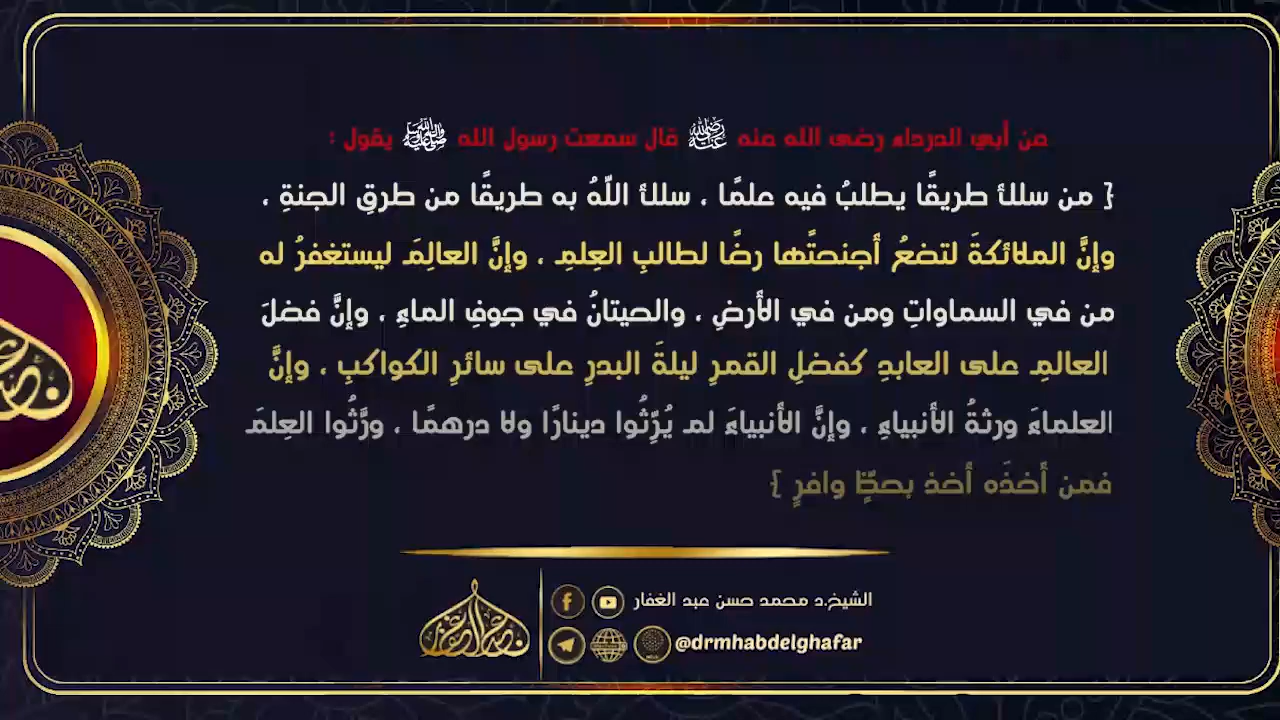 من أبي الدرداء رضى الله عنه ﵁ قال سمعت رسول الله ﷺ يقول :
{ من سلك طريقًا يطلبُ فيه علمًا ، سلك اللّهُ به طريقًا من طرقِ الجنةِ ،
وإنَّ الملائكةَ لتضعُ أجنحتَها رضًا لطالبِ العِلمِ ، وإنَّ العالِمَ ليستغفرُ له
من في السماواتِ ومن في الأرضِ ، والحيتانُ في جوفِ الماءِ ، وإنَّ فضلَ
العالمِ على العابدِ كفضلِ القمرِ ليلةَ البدرِ على سائرِ الكواكبِ ، وإنَّ
العلماءَ ورثةُ الأنبياءِ ، وإنَّ الأنبياءَ لم يُرِّثُوا دينارًا ولا درهمًا ، ورَّثُوا العِلمَ
فمن أخذَه أخذ بحظٍّ وافرٍ }
الشيخ.د محمد حسن عبد الغفار
@drmhabdelghafar